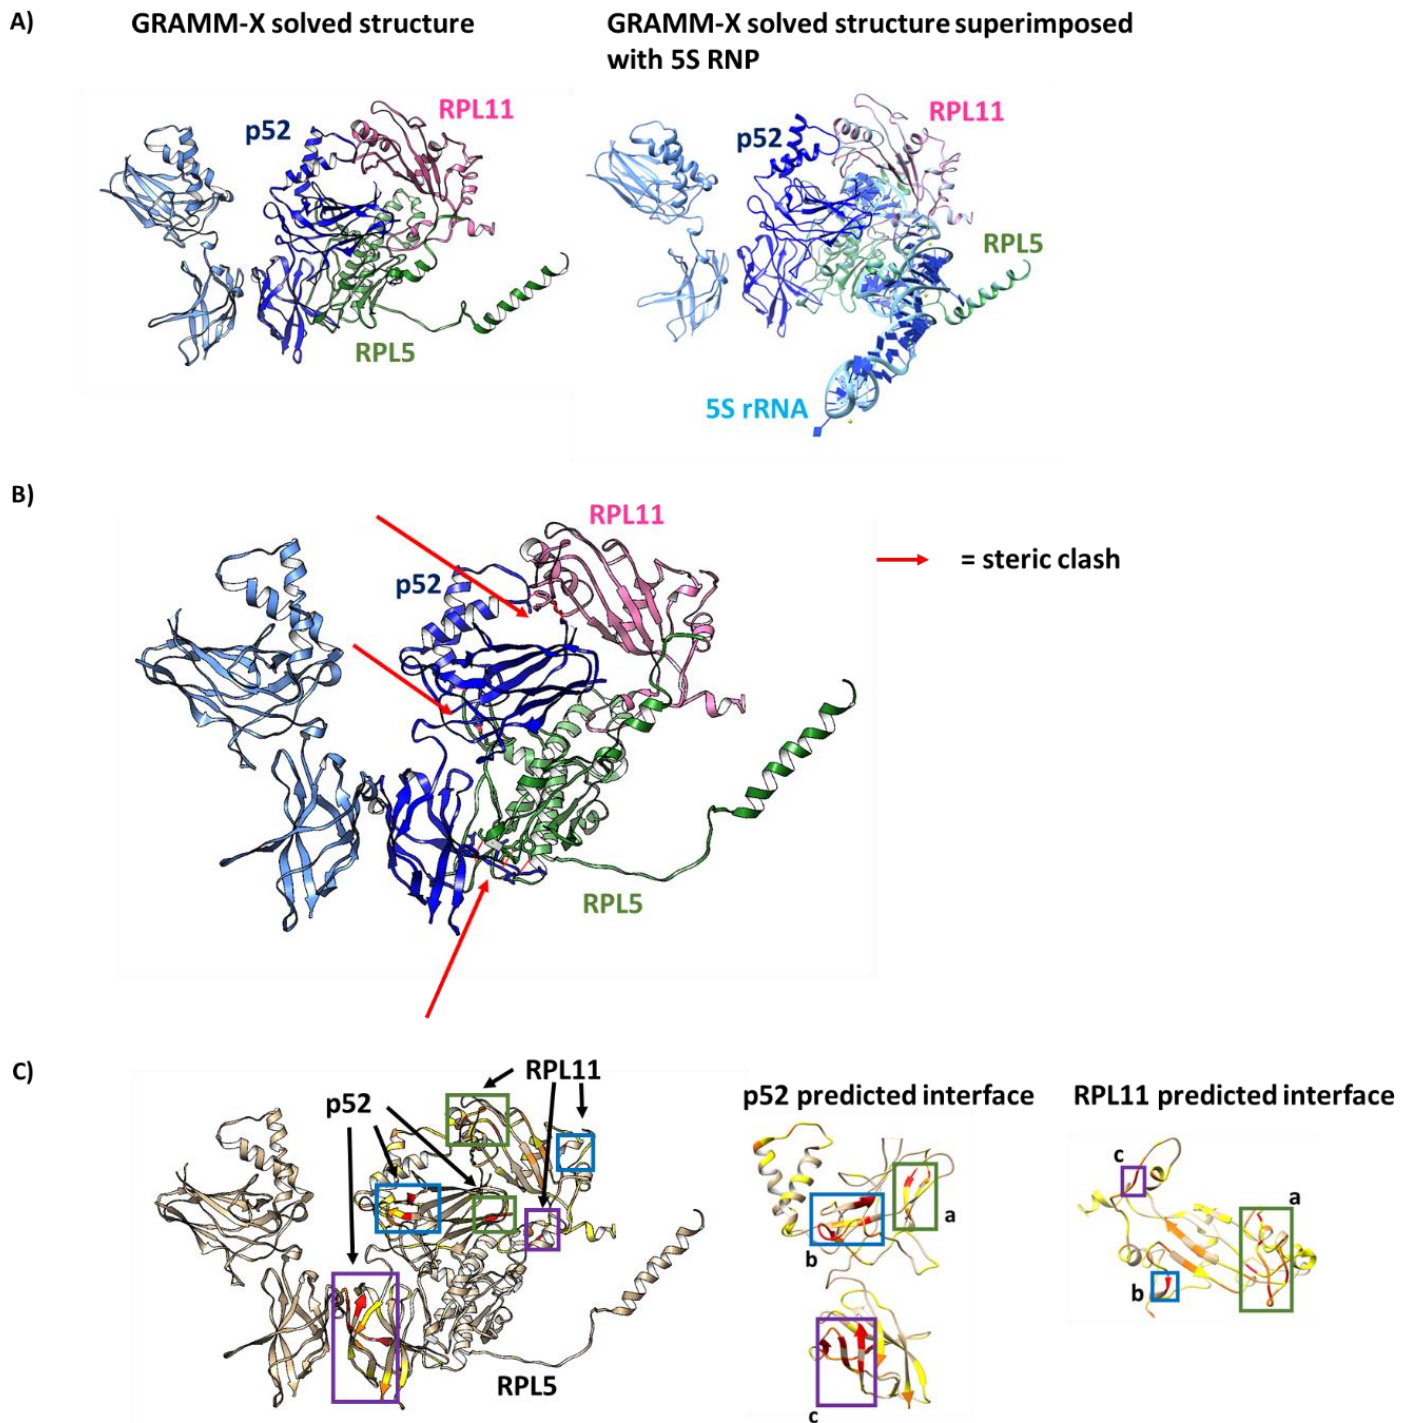 A)
GRAMM-X solved structure
GRAMM-X solved structure superimposed
with 5S RNP
RPL11
p52
RPL5
RPL11
p52
RPL5
5S rRNA
B)
RPL11
p52
= steric clash
RPL5
C)
RPL11
p52
RPL5
p52 predicted interface
a
b
c
RPL11 predicted interface
c
a
b